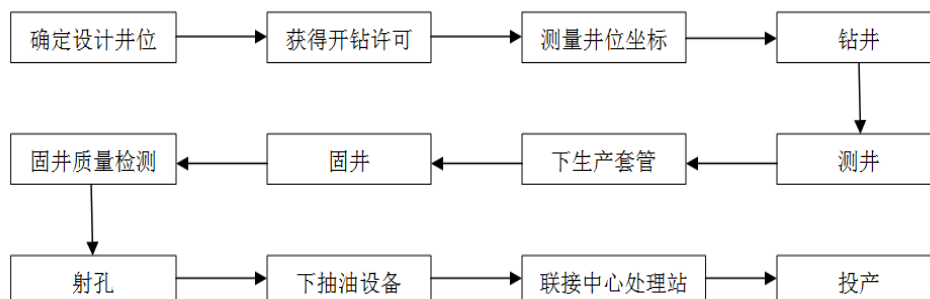 确定设计井位
获得开钻许可
测量井位坐标
钻井
测井
下生产套管
固井
固井质量检测
射孔
下抽油设备
联接中心处理站
投产